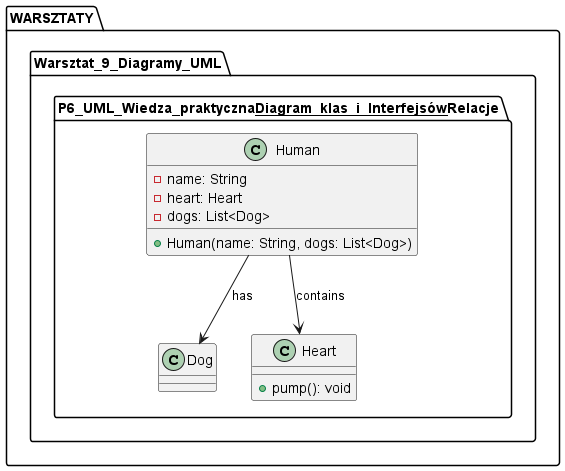 WARSZTATY
Warsztat_9_Diagramy_UML
P6_UML_Wiedza_praktycznaDiagram_klas_i_InterfejsówRelacje
C Human
name: String
heart: Heart
dogs: List<Dog>
Human(name: String, dogs: List<Dog>)
has
contains
C Dog
C Heart
pump(): void